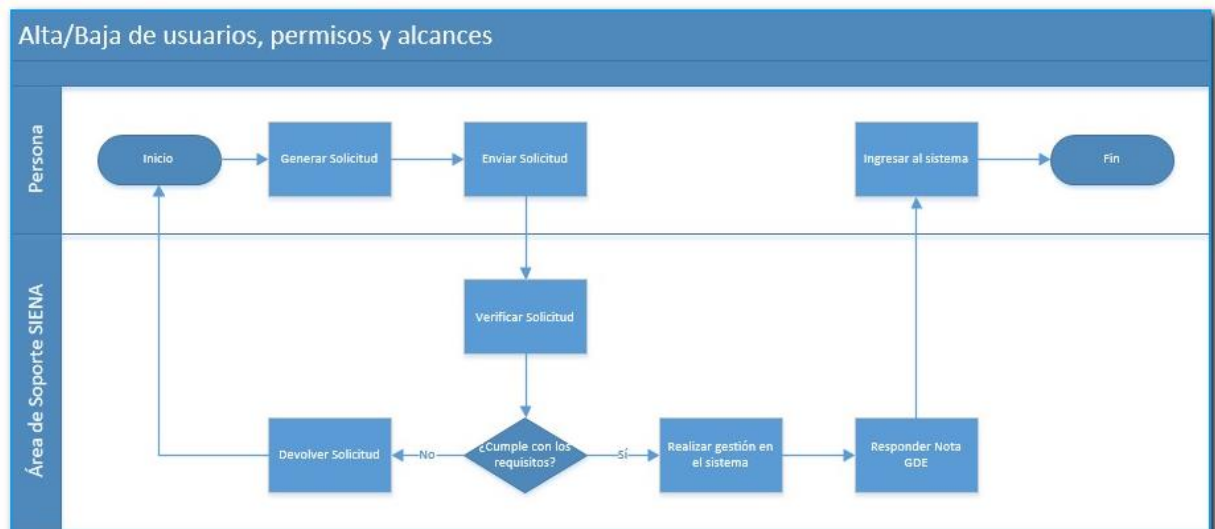 Alta/Baja de usuarios, permisos y alcances
Persona
Inicio
Generar Solicitud
Enviar Solicitud
Ingresar al sistema
Fin
Área de Soporte SIENA
Verificar Solicitud
Devolver Solicitud
No
¿Cumple con los
requisitos?
Sí
Realizar gestión en
el sistema
Responder Nota
GDE